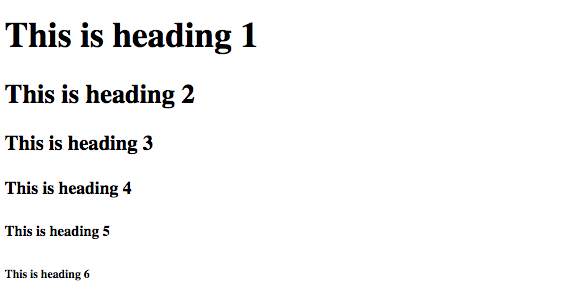 This is heading 1
This is heading 2
This is heading 3
This is heading 4
This is heading 5
This is heading 6